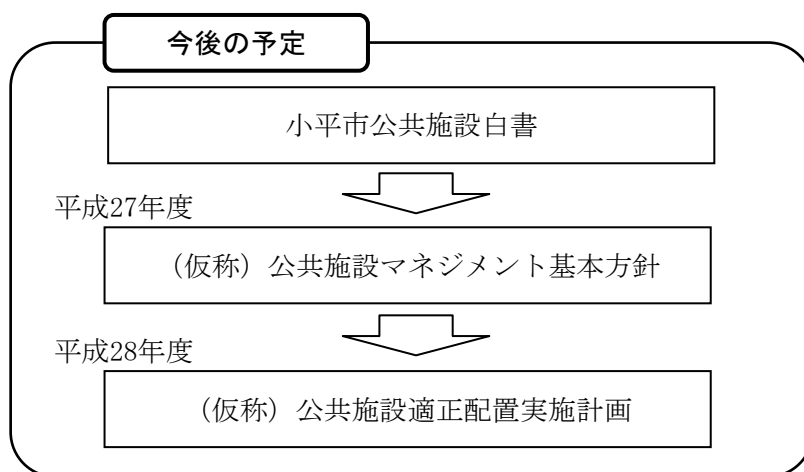 今後の予定
小平市公共施設白書
平成27年度
（仮称）公共施設マネジメント基本方針
平成28年度
（仮称）公共施設適正配置実施計画